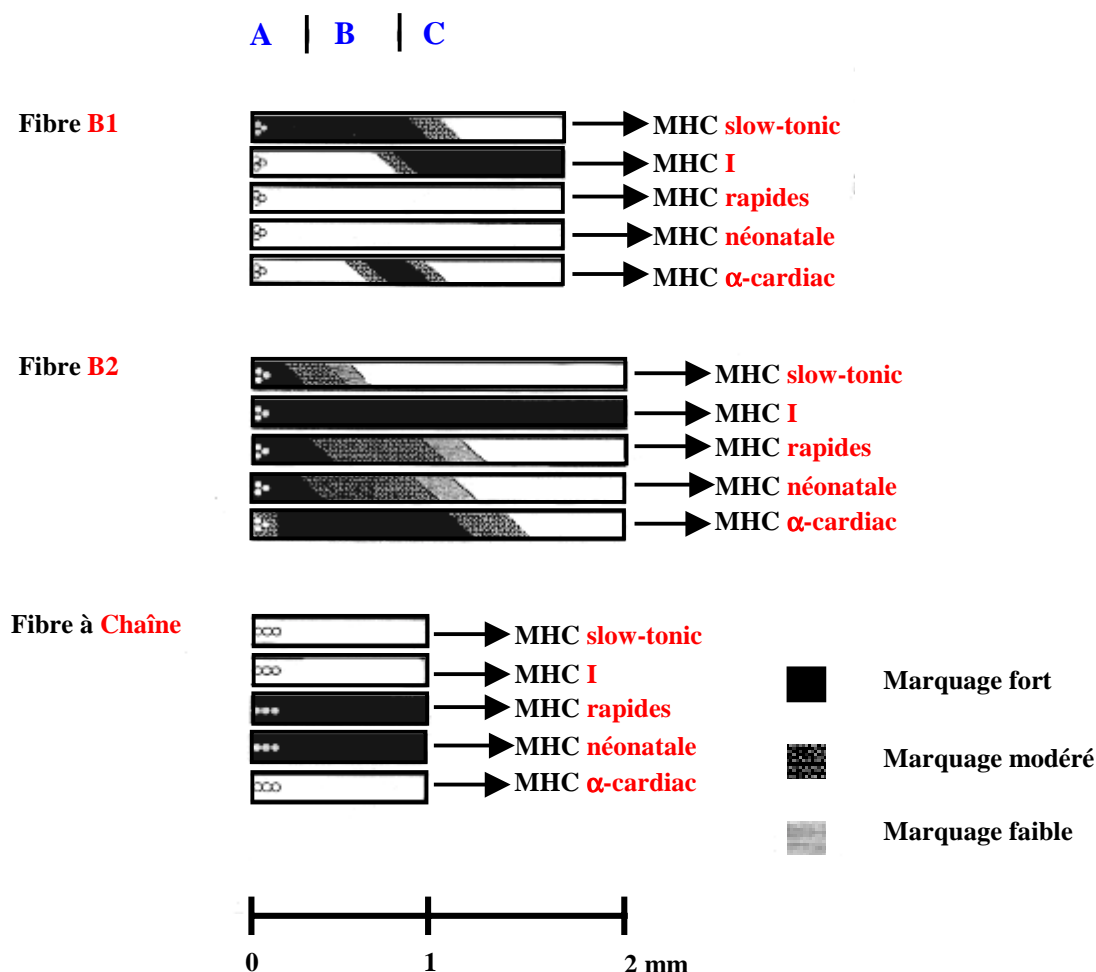 A | B | C
Fibre B1
MHC slow-tonic
MHC I
MHC rapides
MHC néonatale
MHC α-cardiac
Fibre B2
MHC slow-tonic
MHC I
MHC rapides
MHC néonatale
MHC α-cardiac
Fibre à Chaîne
MHC slow-tonic
MHC I
MHC rapides
MHC néonatale
MHC α-cardiac
Marquage fort
Marquage modéré
Marquage faible
0 1 2 mm